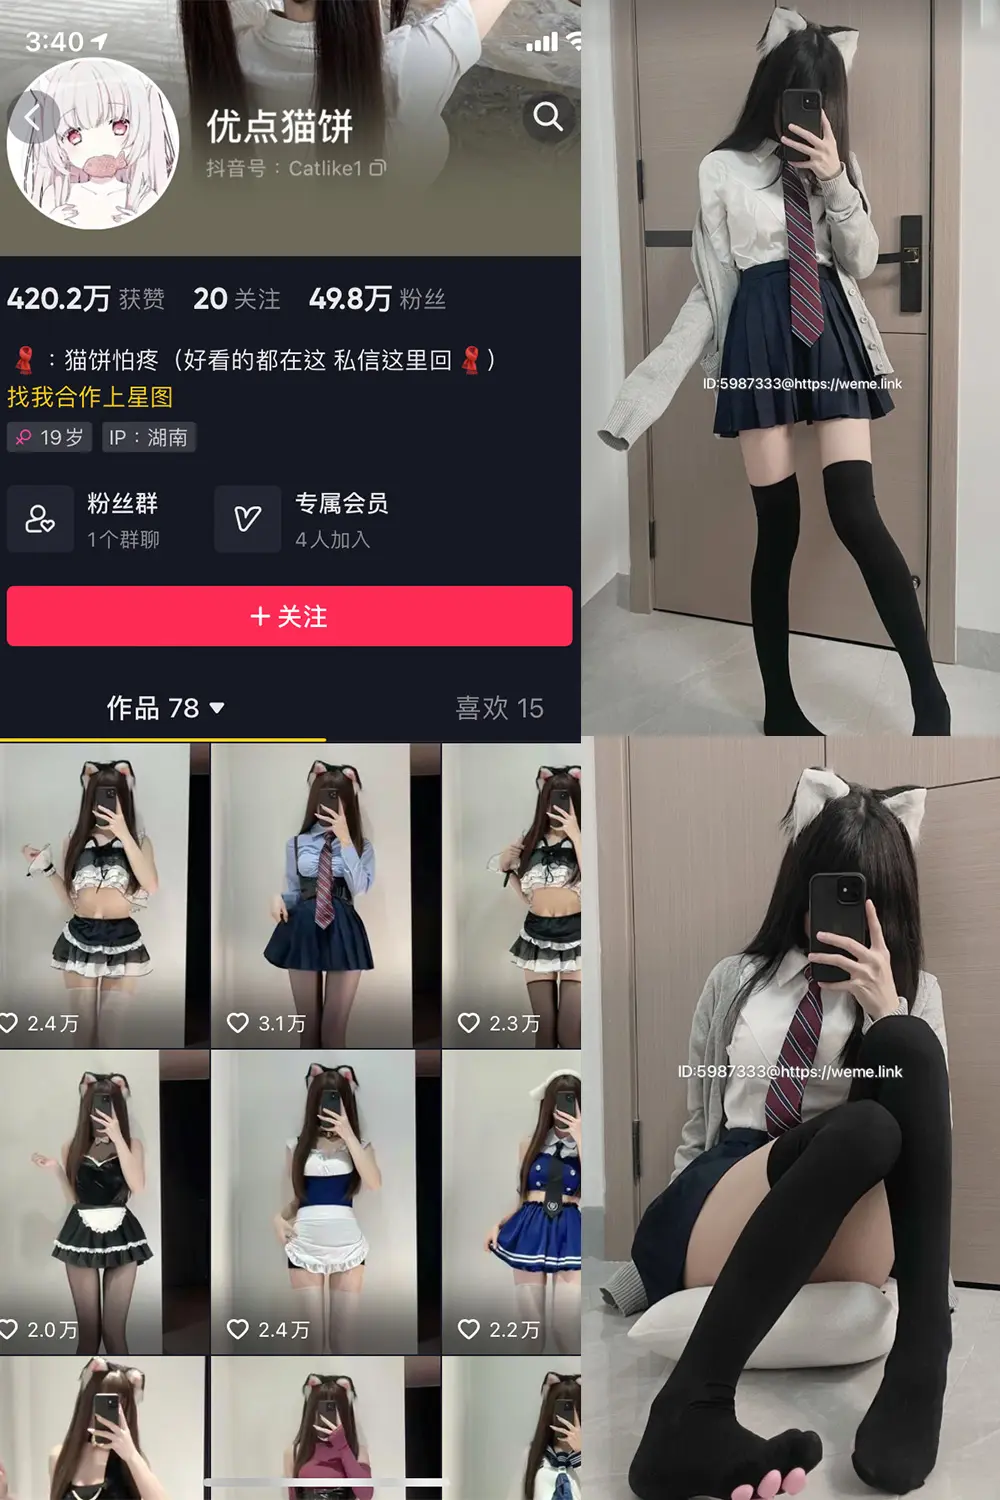 3:40
优点猫饼
抖音号：Catlike1
420.2万 获赞 20 关注 49.8万 粉丝
：猫饼怕疼（好看的都在这 私信这里回 ）
找我合作上星图
19岁 IP：湖南
粉丝群
1个群聊
专属会员
4人加入
＋关注
作品 78
喜欢 15
2.4万
3.1万
2.3万
2.0万
2.4万
2.2万
ID:5987333@https://weme.link
ID:5987333@https://weme.link